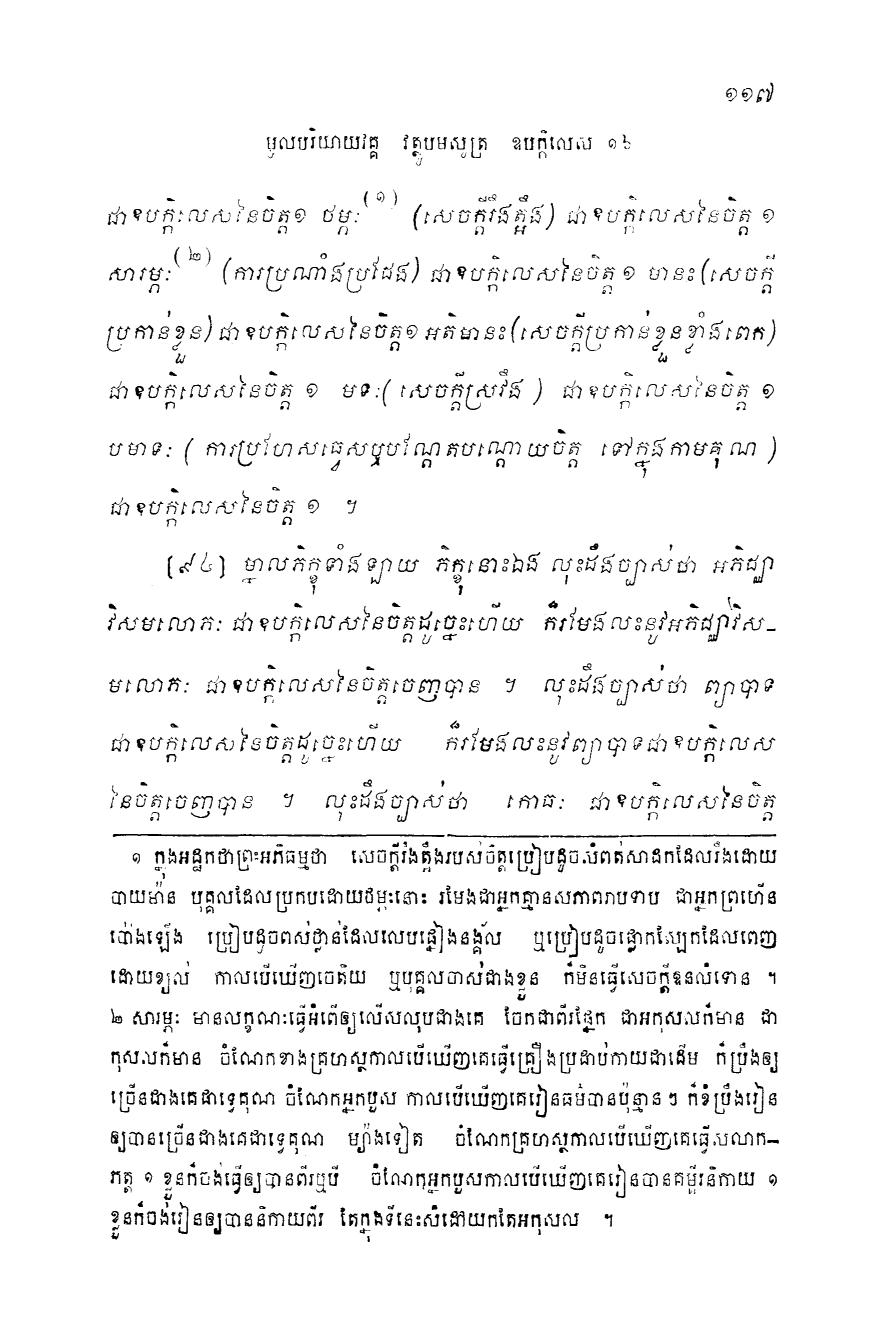 ១១៧
មូលបរិយាយវគ្គ វត្ថូបមសូត្រ ឧបក្កិលេស ១៦
ជាឧបក្កិលេសនៃចិត្ត១ ថម្ភៈ(១) (សេចក្តីរឹងត្អឹង) ជាឧបក្កិលេសនៃចិត្ត ១
សារម្ភៈ(២) (ការប្រណាំងប្រជែង) ជាឧបក្កិលេសនៃចិត្ត ១ មានះ (សេចក្តី
ប្រកាន់ខ្លួន) ជាឧបក្កិលេសនៃចិត្ត១ អតិមានះ (សេចក្តីប្រកាន់ខ្លួនខ្លាំងពេក)
ជាឧបក្កិលេសនៃចិត្ត ១ មទៈ ( សេចក្តីស្រវឹង ) ជាឧបក្កិលេសនៃចិត្ត ១
បមាទៈ ( ការប្រហែសធ្វេសឬបណ្តែតបណ្តោយចិត្ត ទៅក្នុងកាមគុណ )
ជាឧបក្កិលេសនៃចិត្ត ១ ។
[៩៤] ម្នាលភិក្ខុទាំងឡាយ ភិក្ខុនោះឯង លុះដឹងច្បាស់ថា អភិជ្ឈា
វិសមលោភៈ ជាឧបក្កិលេសនៃចិត្តដូច្នេះហើយ ក៏រមែងលះនូវអភិជ្ឈាវិស-
មលោភៈ ជាឧបក្កិលេសនៃចិត្តចេញបាន ។ លុះដឹងច្បាស់ថា ព្យាបាទ
ជាឧបក្កិលេសនៃចិត្តដូច្នេះហើយ ក៏រមែងលះនូវព្យាបាទជាឧបក្កិលេស
នៃចិត្តចេញបាន ។ លុះដឹងច្បាស់ថា កោធៈ ជាឧបក្កិលេសនៃចិត្ត
១ ក្នុងអដ្ឋកថាព្រះអភិធម្មថា សេចក្តីរឹងត្អឹងរបស់ចិត្តប្រៀបដូចសំពត់សាដកដែលរឹងដោយ
បាយម៉ាន បុគ្គលដែលប្រកបដោយថម្ភៈនោះ រមែងជាអ្នកគ្មានសភាពរាបទាប ជាអ្នកព្រហើន
ប៉ោងឡើង ប្រៀបដូចពស់ថ្លាន់ដែលលេបផ្នៀងនង្គ័ល ឬប្រៀបដូចផ្លោកស្បែកដែលពេញ
ដោយខ្យល់ កាលបើឃើញចេតិយ ឬបុគ្គលចាស់ជាងខ្លួន ក៏មិនធ្វើសេចក្តីឱនលំទោន ។
២ សារម្ភៈ មានលក្ខណៈធ្វើអំពើឲ្យលើសលុបជាងគេ ចែកជាពីរផ្នែក ជាអកុសលក៏មាន ជា
កុសលក៏មាន ចំណែកខាងគ្រហស្ថកាលបើឃើញគេធ្វើគ្រឿងប្រដាប់កាយជាដើម ក៏ប្រឹងឲ្យ
ច្រើនជាងគេជាទ្វេគុណ ចំណែកអ្នកបួស កាលបើឃើញគេរៀនធម៌បានប៉ុន្មាន ៗ ក៏ខំប្រឹងរៀន
ឲ្យបានច្រើនជាងគេជាទ្វេគុណ ម្យ៉ាងទៀត ចំណែកគ្រហស្ថកាលបើឃើញគេធ្វើសលាក-
ភត្ត ១ ខ្លួនក៏ចង់ធ្វើឲ្យបានពីរឬបី ចំណែកអ្នកបួសកាលបើឃើញគេរៀនបានគម្ពីរនិកាយ ១
ខ្លួនក៏ចង់រៀនឲ្យបាននិកាយពីរ តែក្នុងទីនេះសំដៅយកតែអកុសល ។